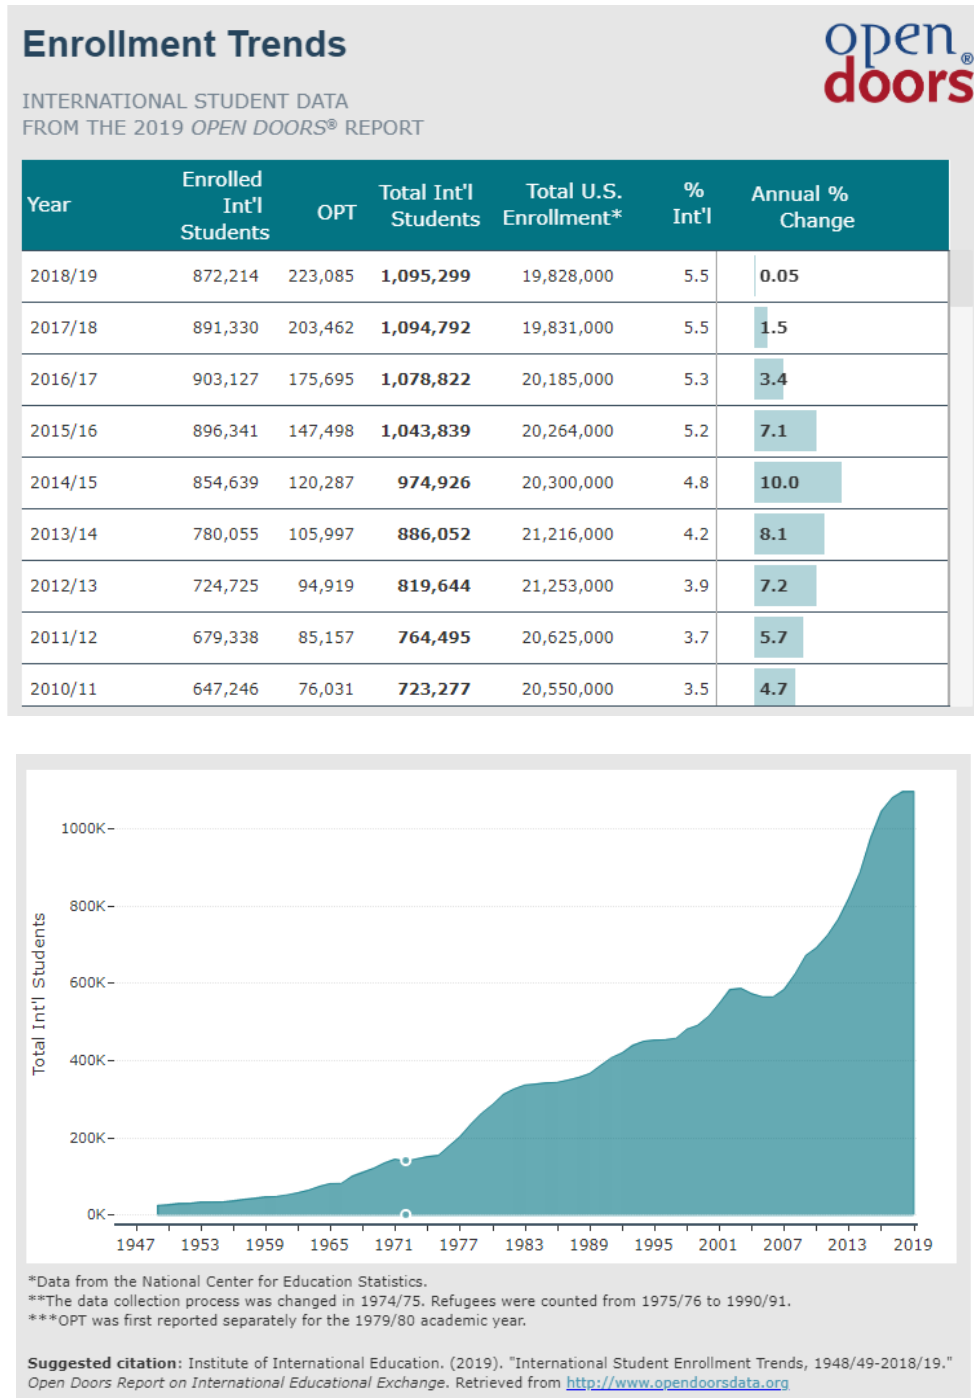 Enrollment Trends
open
doors®
INTERNATIONAL STUDENT DATA
FROM THE 2019 OPEN DOORS® REPORT
Year Enrolled Int'l Students OPT Total Int'l Students Total U.S. Enrollment* % Int'l Annual % Change
2018/19 872,214 223,085 1,095,299 19,828,000 5.5 0.05
2017/18 891,330 203,462 1,094,792 19,831,000 5.5 1.5
2016/17 903,127 175,695 1,078,822 20,185,000 5.3 3.4
2015/16 896,341 147,498 1,043,839 20,264,000 5.2 7.1
2014/15 854,639 120,287 974,926 20,300,000 4.8 10.0
2013/14 780,055 105,997 886,052 21,216,000 4.2 8.1
2012/13 724,725 94,919 819,644 21,253,000 3.9 7.2
2011/12 679,338 85,157 764,495 20,625,000 3.7 5.7
2010/11 647,246 76,031 723,277 20,550,000 3.5 4.7
Total Int'l Students
1000K
800K
600K
400K
200K
0K
1947 1953 1959 1965 1971 1977 1983 1989 1995 2001 2007 2013 2019
*Data from the National Center for Education Statistics.
**The data collection process was changed in 1974/75. Refugees were counted from 1975/76 to 1990/91.
***OPT was first reported separately for the 1979/80 academic year.
Suggested citation: Institute of International Education. (2019). "International Student Enrollment Trends, 1948/49-2018/19."
Open Doors Report on International Educational Exchange. Retrieved from http://www.opendoorsdata.org